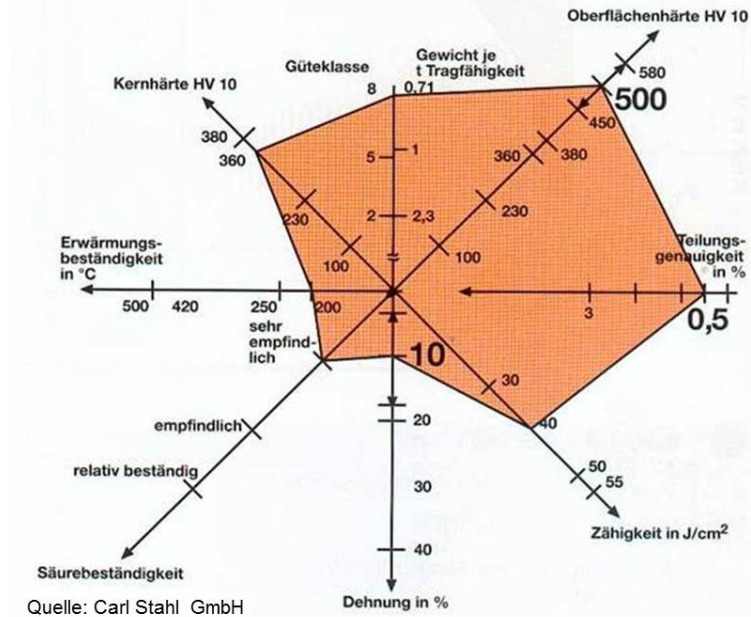 Oberflächenhärte HV 10
580
500
450
380
360
230
100
Gewicht je
t Tragfähigkeit
0,71
1
2,3
Güteklasse
8
5
2
Kernhärte HV 10
380
360
230
100
Erwärmungs-
beständigkeit
in °C
500
420
250
200
Teilungs-
genauigkeit
in %
3
0,5
sehr
empfind-
lich
empfindlich
relativ beständig
Säurebeständigkeit
10
20
30
40
Dehnung in %
30
40
50
55
Zähigkeit in J/cm²
Quelle: Carl Stahl GmbH